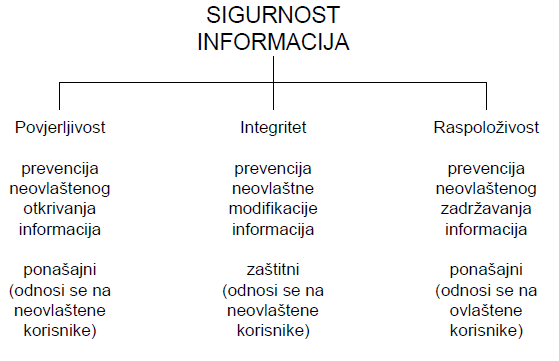 SIGURNOST
INFORMACIJA
Povjerljivost
prevencija
neovlaštenog
otkrivanja
informacija
ponašajni
(odnosi se na
neovlaštene
korisnike)
Integritet
prevencija
neovlaštne
modifikacije
informacija
zaštitni
(odnosi se na
neovlaštene
korisnike)
Raspoloživost
prevencija
neovlaštenog
zadržavanja
informacija
ponašajni
(odnosi se na
ovlaštene
korisnike)